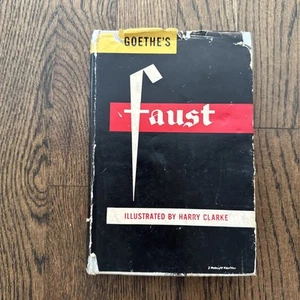 GOETHE'S
faust
ILLUSTRATED BY HARRY CLARKE